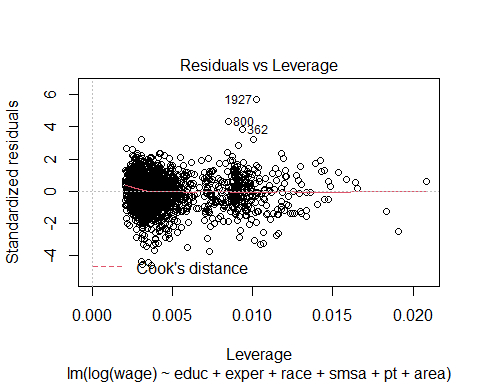 Residuals vs Leverage
Standardized residuals
6
4
2
0
-2
-4
1927
800
362
Cook's distance
0.000 0.005 0.010 0.015 0.020
Leverage
lm(log(wage) ~ educ + exper + race + smsa + pt + area)